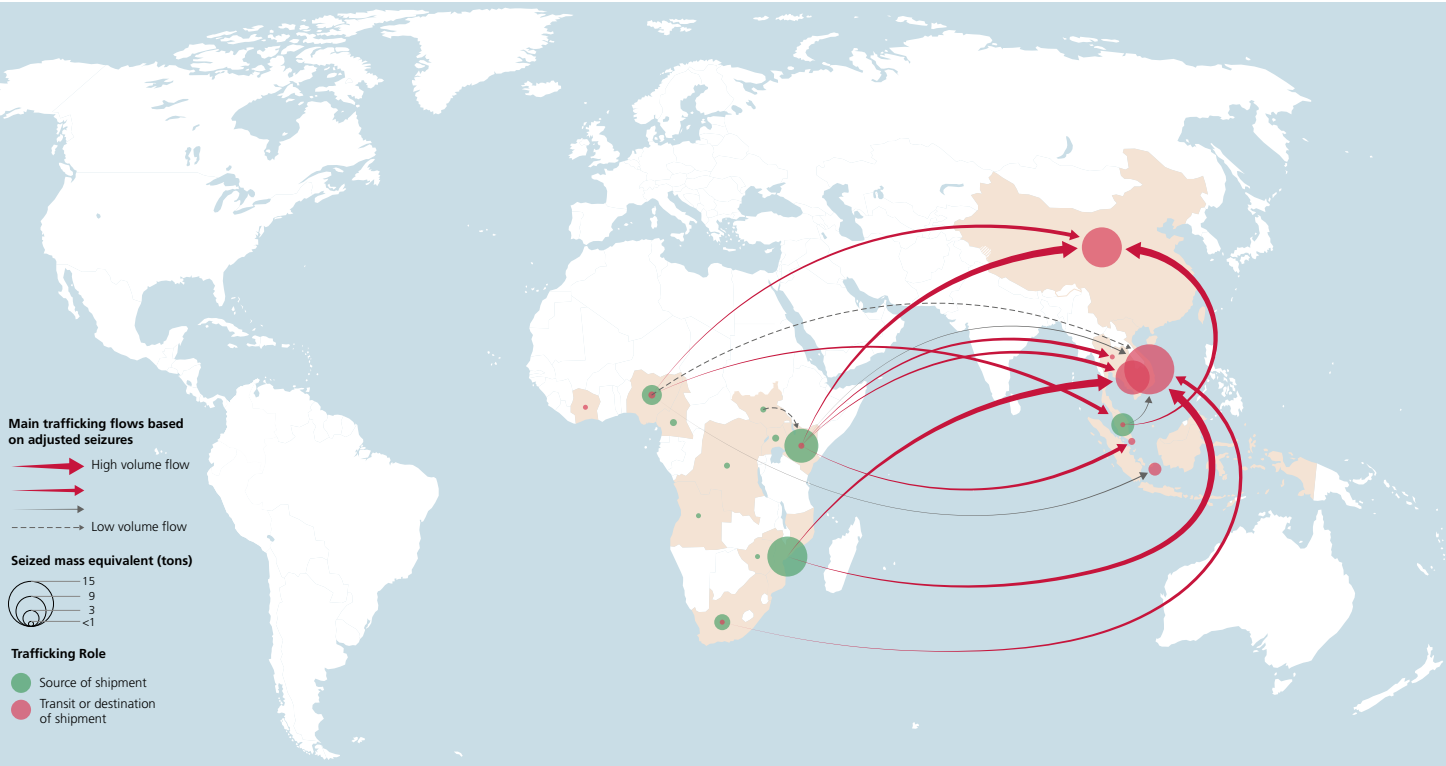 Main trafficking flows based
on adjusted seizures
High volume flow
Low volume flow
Seized mass equivalent (tons)
15
9
3
<1
Trafficking Role
Source of shipment
Transit or destination
of shipment